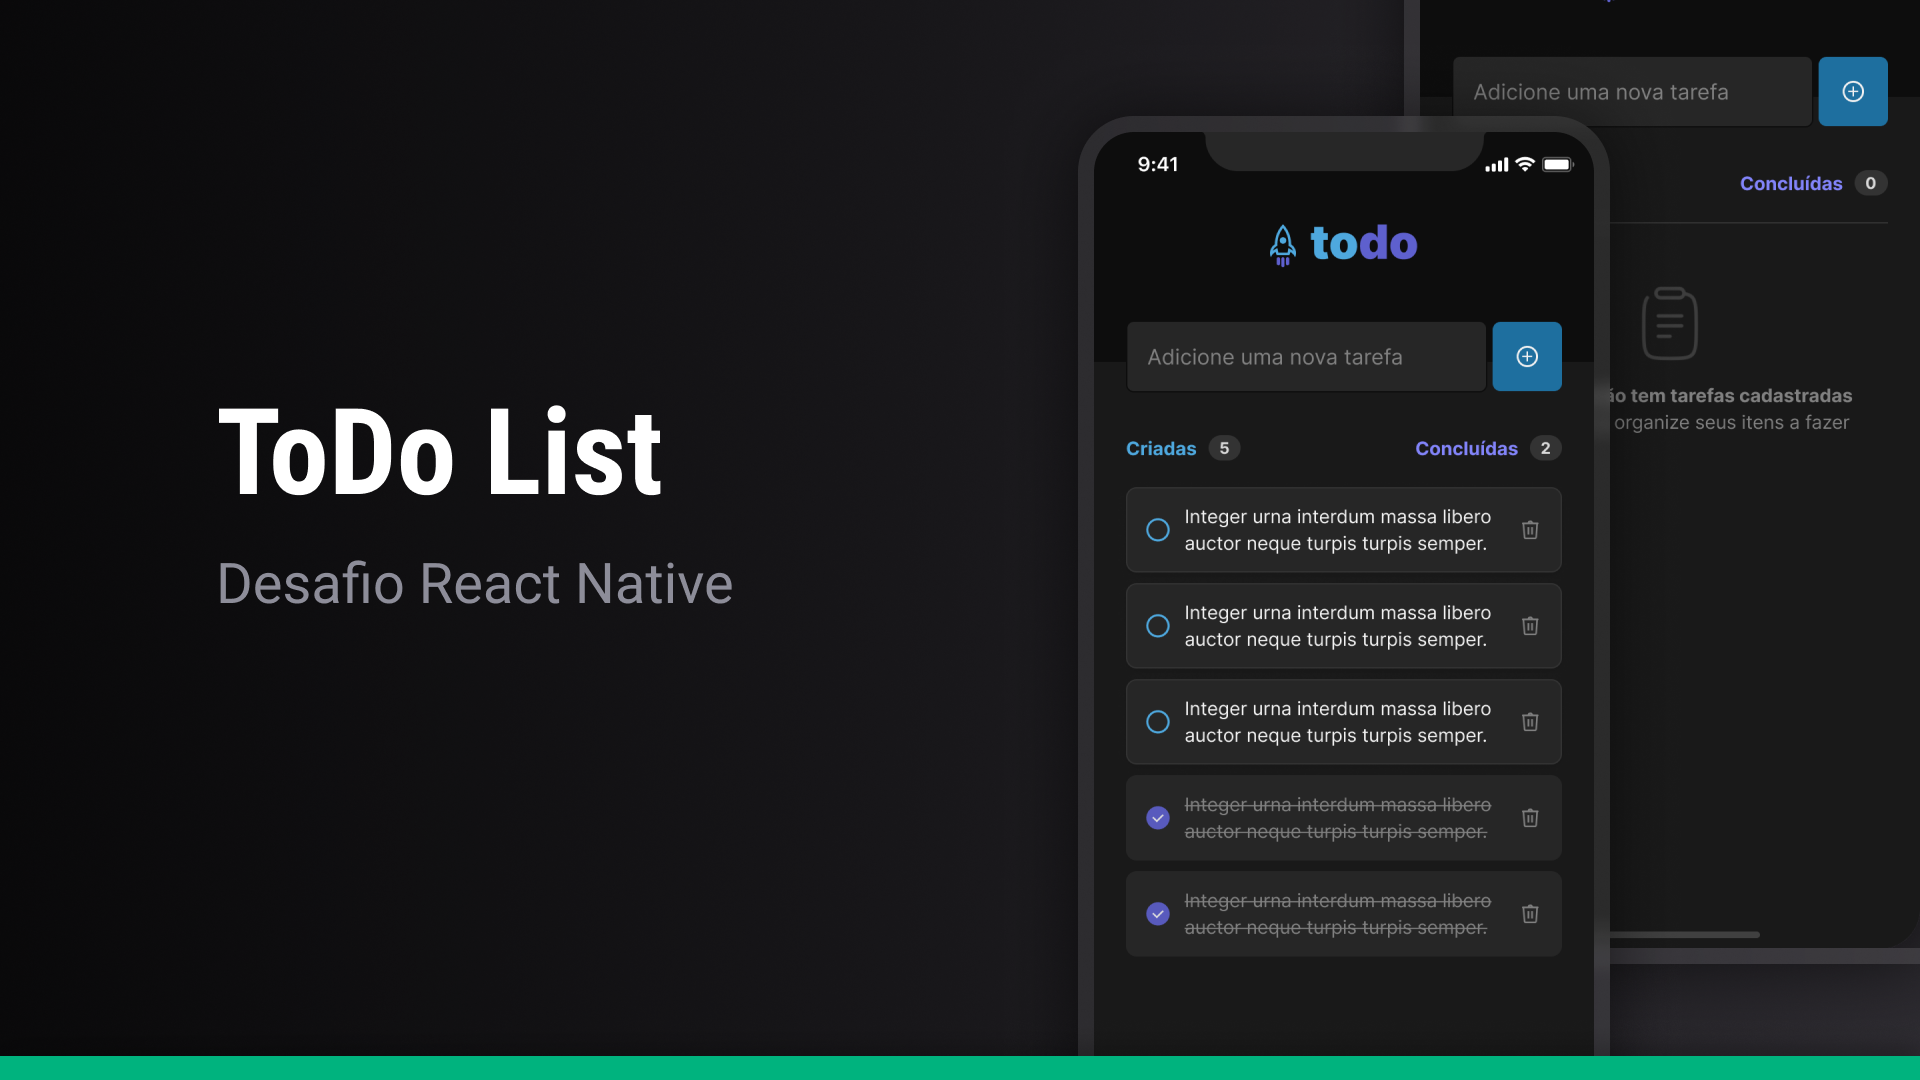 ToDo List
Desafio React Native
9:41
todo
Adicione uma nova tarefa
Criadas 5
Concluídas 2
Integer urna interdum massa libero
auctor neque turpis turpis semper.
Integer urna interdum massa libero
auctor neque turpis turpis semper.
Integer urna interdum massa libero
auctor neque turpis turpis semper.
Integer urna interdum massa libero
auctor neque turpis turpis semper.
Integer urna interdum massa libero
auctor neque turpis turpis semper.
Adicione uma nova tarefa
Concluídas 0
tem tarefas cadastradas
organize seus itens a fazer